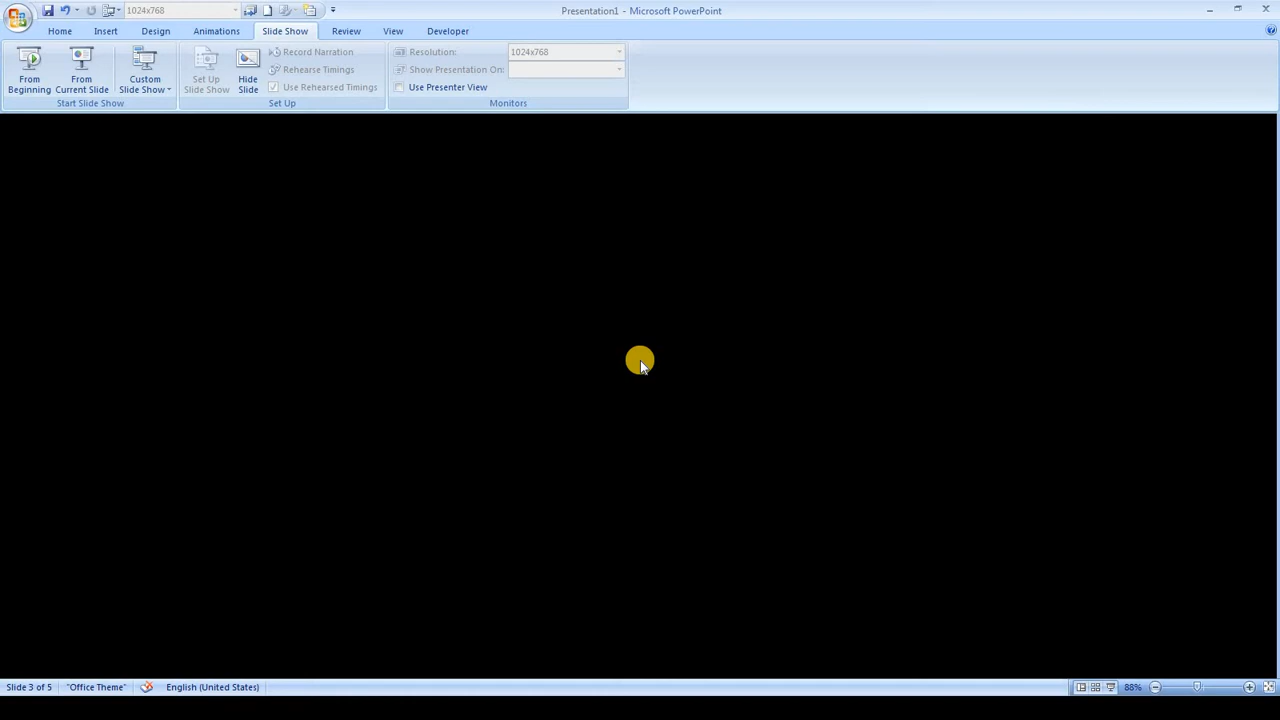 1024x768
Presentation1 - Microsoft PowerPoint
Home Insert Design Animations Slide Show Review View Developer
From Beginning
From Current Slide
Custom Slide Show
Start Slide Show
Set Up Slide Show
Hide Slide
Record Narration
Rehearse Timings
Use Rehearsed Timings
Set Up
Resolution: 1024x768
Show Presentation On:
Use Presenter View
Monitors
Slide 3 of 5 "Office Theme" English (United States) 88%